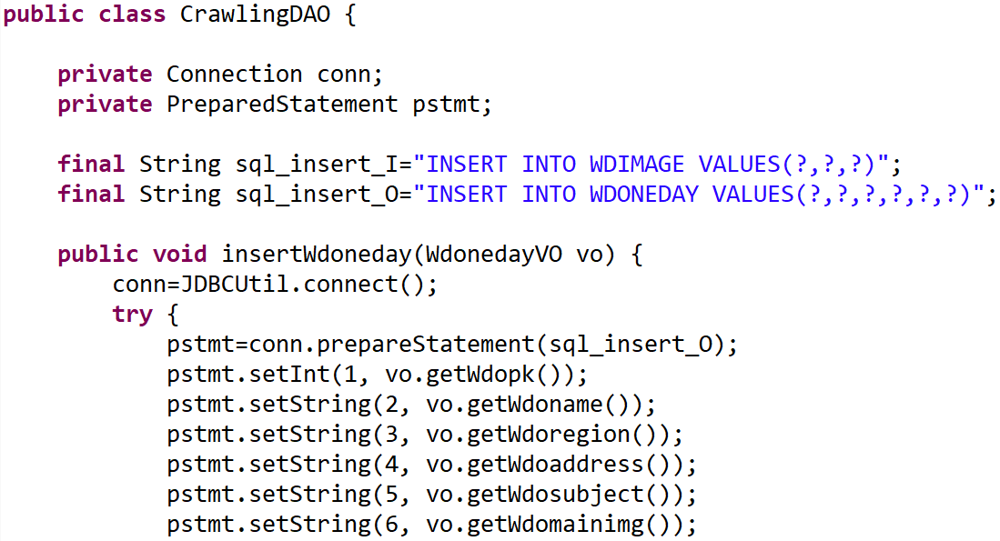 public class CrawlingDAO {
private Connection conn;
private PreparedStatement pstmt;
final String sql_insert_I="INSERT INTO WDIMAGE VALUES(?,?,?)";
final String sql_insert_O="INSERT INTO WDONEDAY VALUES(?,?,?,?,?,?)";
public void insertWdoneday(WdonedayVO vo) {
conn=JDBCUtil.connect();
try {
pstmt=conn.prepareStatement(sql_insert_O);
pstmt.setInt(1, vo.getWdopk());
pstmt.setString(2, vo.getWdoname());
pstmt.setString(3, vo.getWdoregion());
pstmt.setString(4, vo.getWdoaddress());
pstmt.setString(5, vo.getWdosubject());
pstmt.setString(6, vo.getWdomainimg());